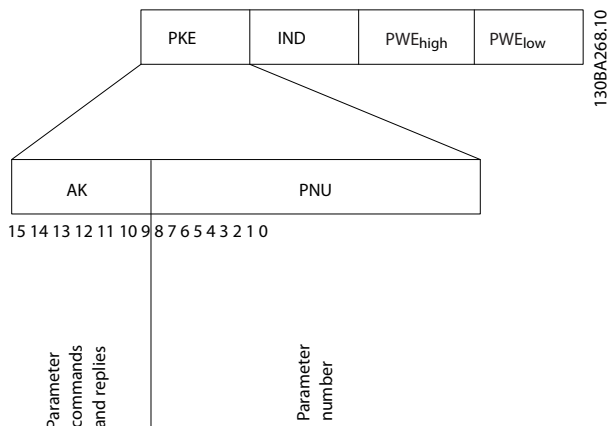 PKE IND PWEhigh PWElow
130BA268.10
AK PNU
15 14 13 12 11 10 9 8 7 6 5 4 3 2 1 0
Parameter
commands
and replies
Parameter
number